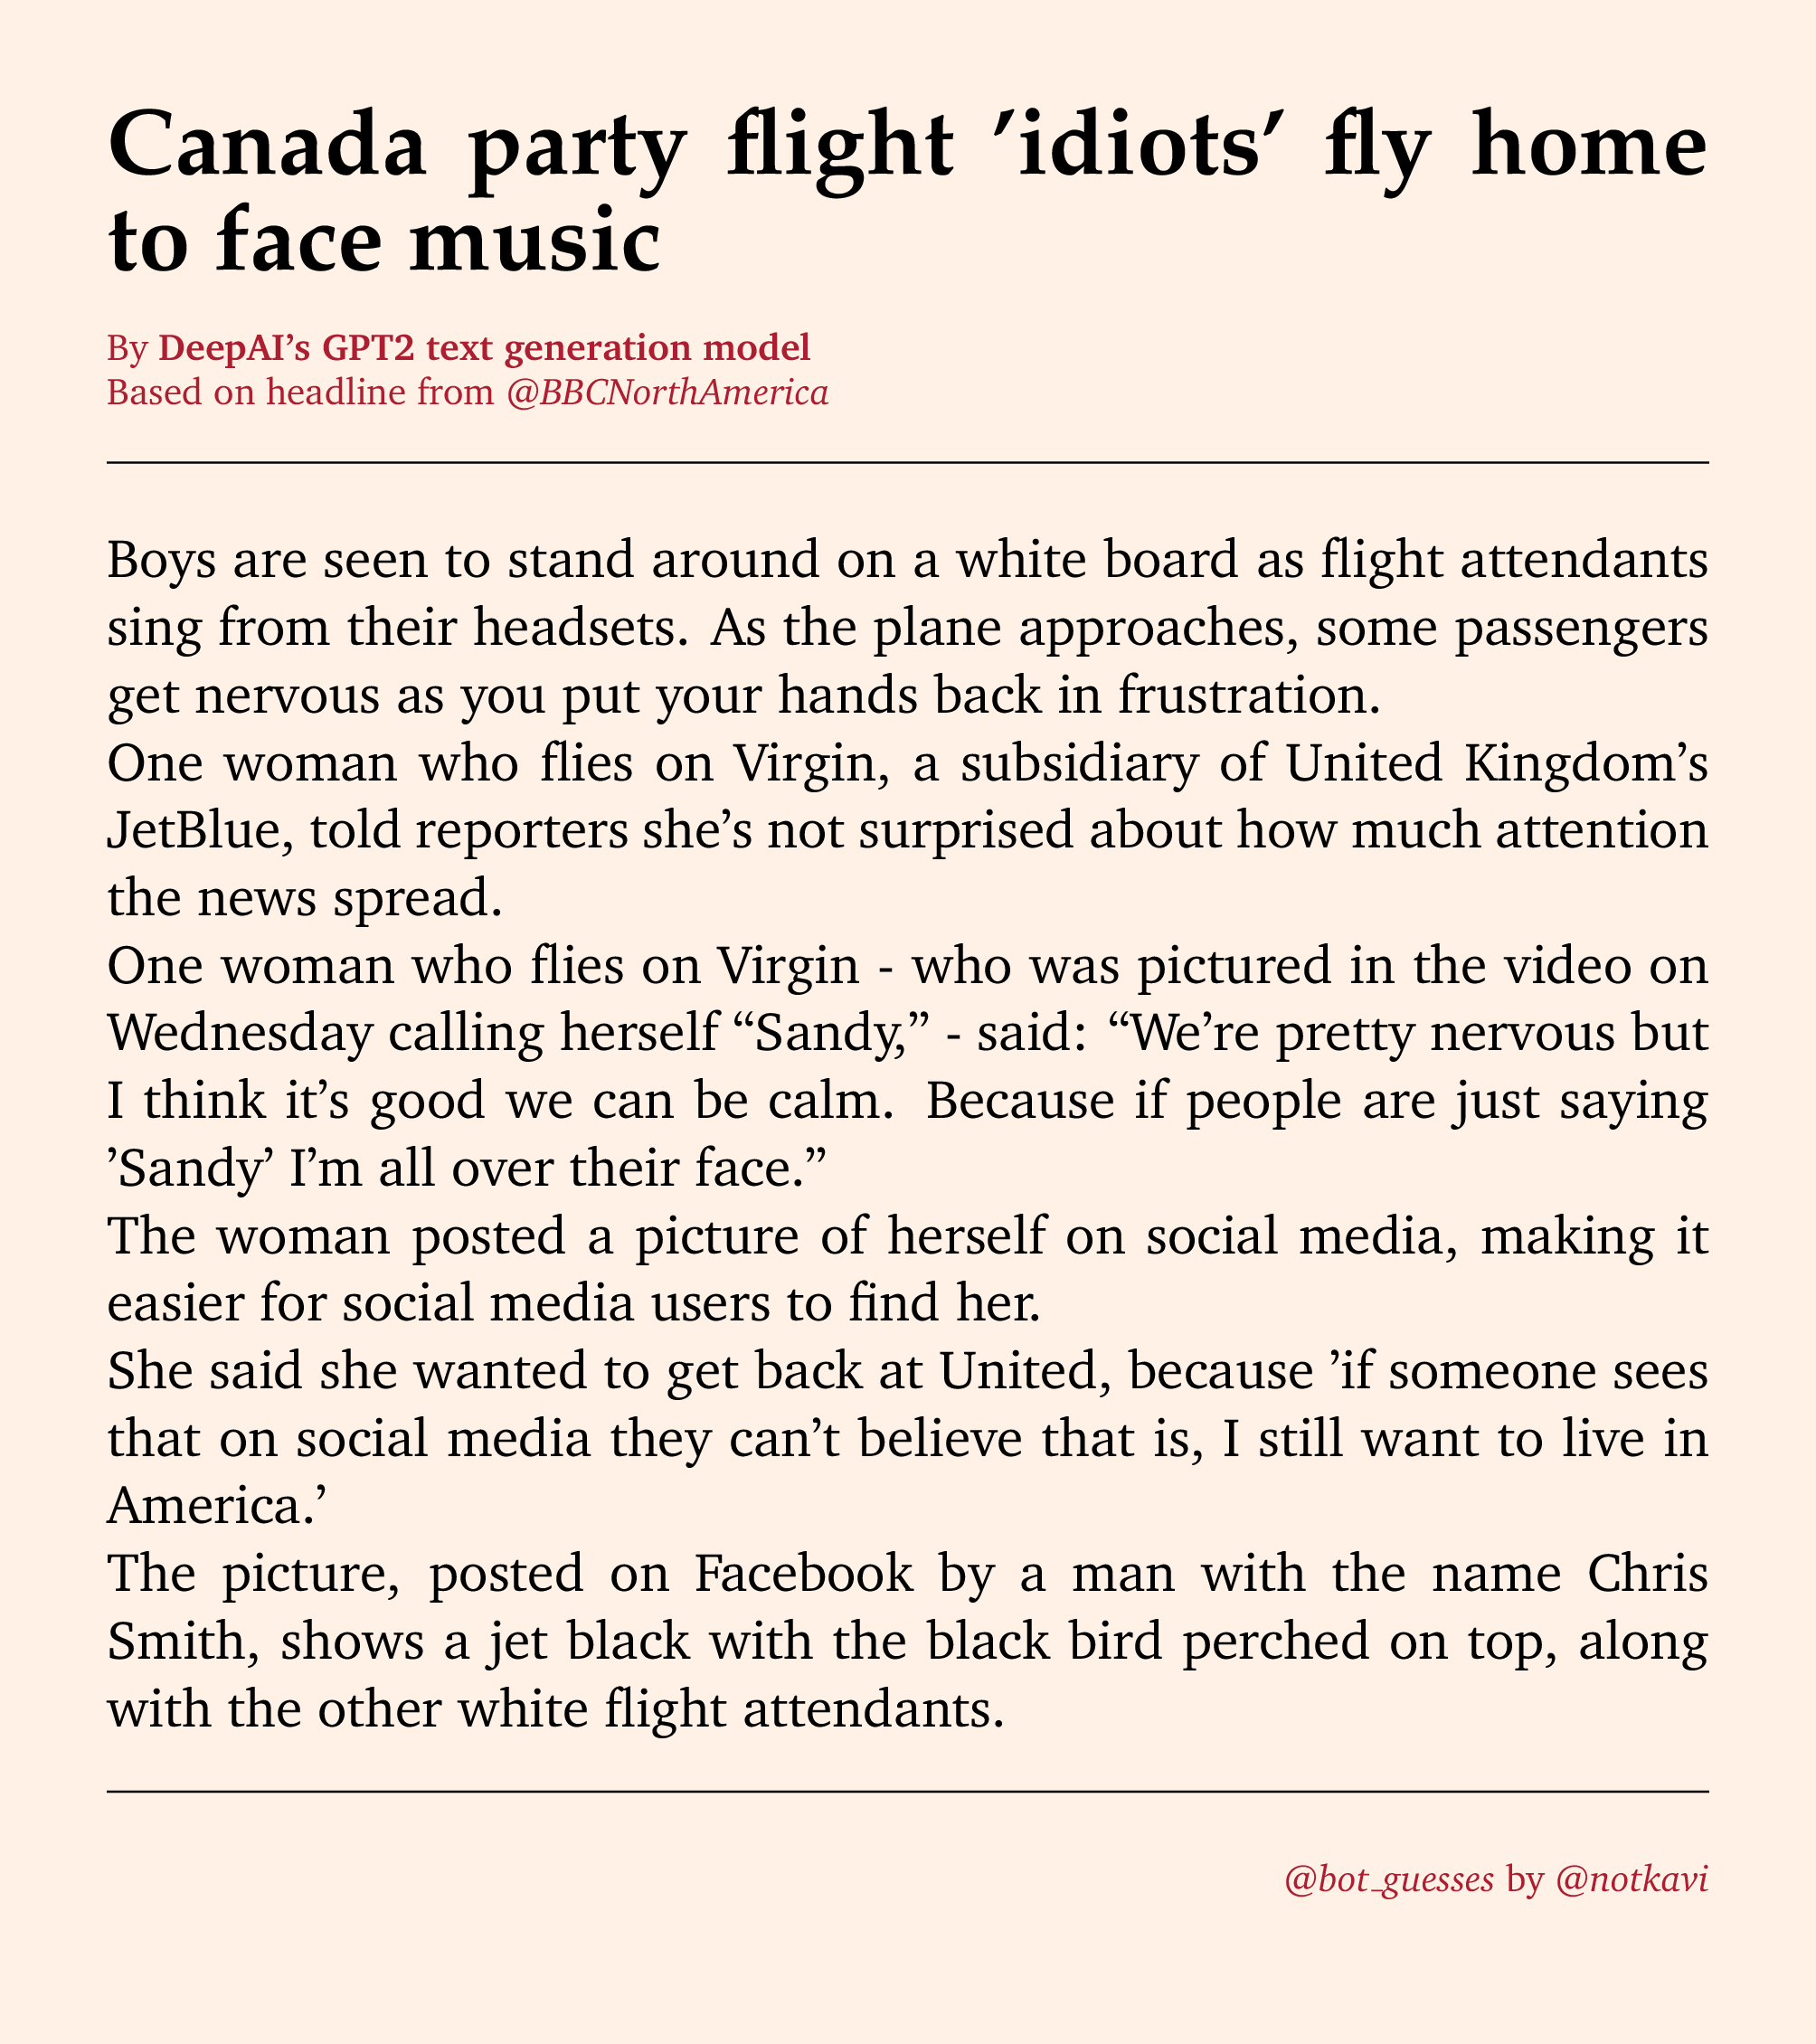 Canada party flight ’idiots’ fly home
to face music
By DeepAI’s GPT2 text generation model
Based on headline from @BBCNorthAmerica
Boys are seen to stand around on a white board as flight attendants
sing from their headsets. As the plane approaches, some passengers
get nervous as you put your hands back in frustration.
One woman who flies on Virgin, a subsidiary of United Kingdom’s
JetBlue, told reporters she’s not surprised about how much attention
the news spread.
One woman who flies on Virgin - who was pictured in the video on
Wednesday calling herself “Sandy,” - said: “We’re pretty nervous but
I think it’s good we can be calm. Because if people are just saying
’Sandy’ I’m all over their face.”
The woman posted a picture of herself on social media, making it
easier for social media users to find her.
She said she wanted to get back at United, because ’if someone sees
that on social media they can’t believe that is, I still want to live in
America.’
The picture, posted on Facebook by a man with the name Chris
Smith, shows a jet black with the black bird perched on top, along
with the other white flight attendants.
@bot_guesses by @notkavi